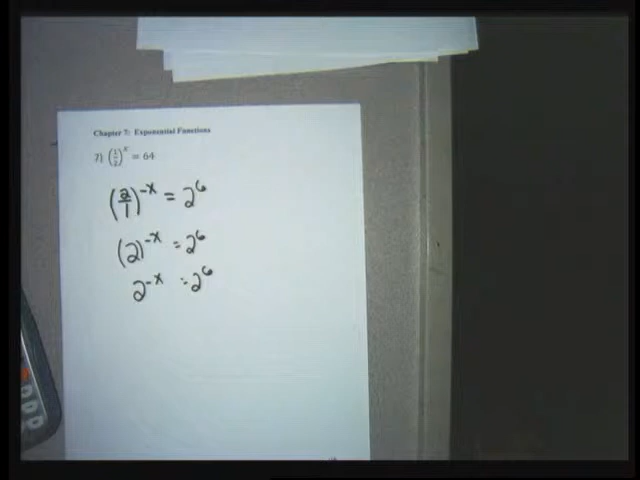 Chapter 7: Exponential Functions
7) (1/2)^x = 64
(2/1)^-x = 2^6
(2)^-x = 2^6
2^-x = 2^6